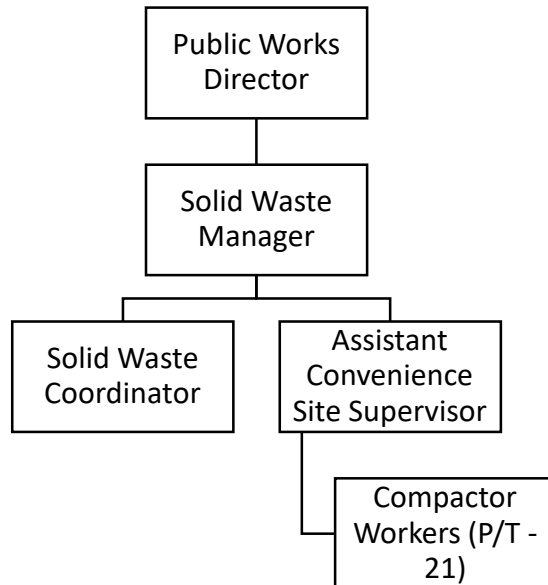 Public Works
Director
Solid Waste
Manager
Solid Waste
Coordinator
Assistant
Convenience
Site Supervisor
Compactor
Workers (P/T -
21)